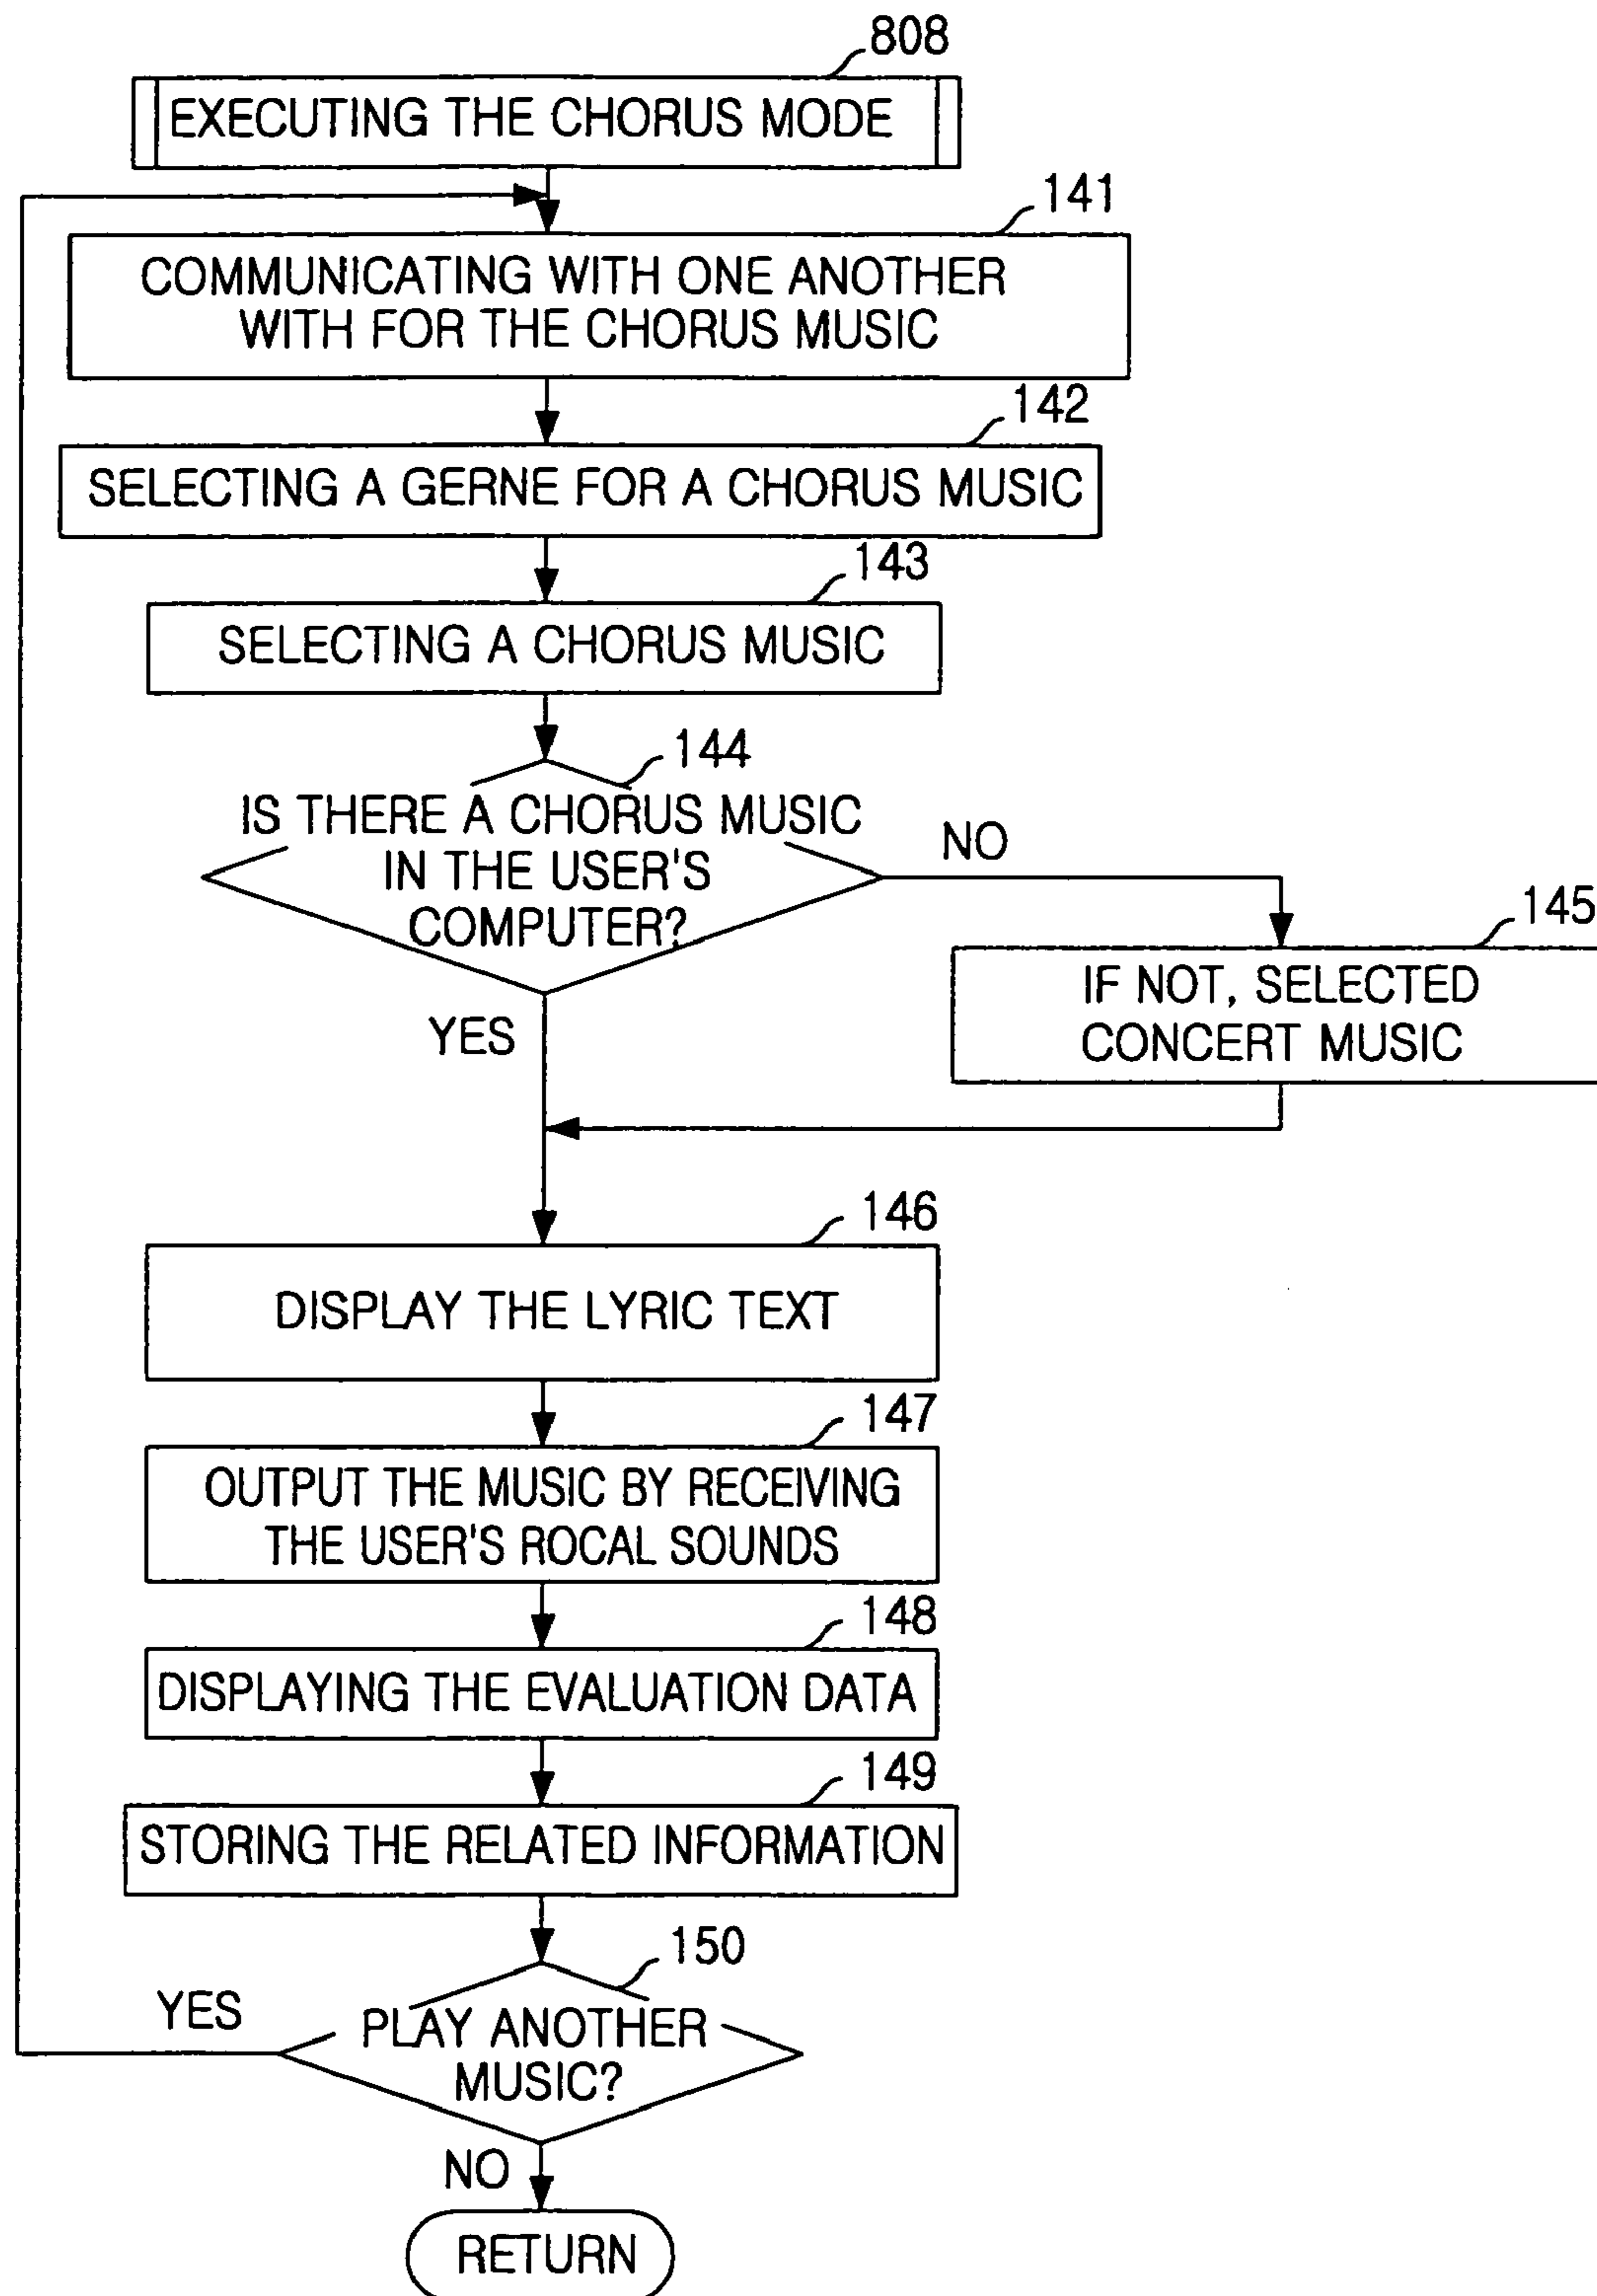 808
EXECUTING THE CHORUS MODE
141
COMMUNICATING WITH ONE ANOTHER
WITH FOR THE CHORUS MUSIC
142
SELECTING A GERNE FOR A CHORUS MUSIC
143
SELECTING A CHORUS MUSIC
144
IS THERE A CHORUS MUSIC
IN THE USER'S
COMPUTER?
NO
145
IF NOT, SELECTED
CONCERT MUSIC
YES
146
DISPLAY THE LYRIC TEXT
147
OUTPUT THE MUSIC BY RECEIVING
THE USER'S ROCAL SOUNDS
148
DISPLAYING THE EVALUATION DATA
149
STORING THE RELATED INFORMATION
150
YES
PLAY ANOTHER
MUSIC?
NO
RETURN